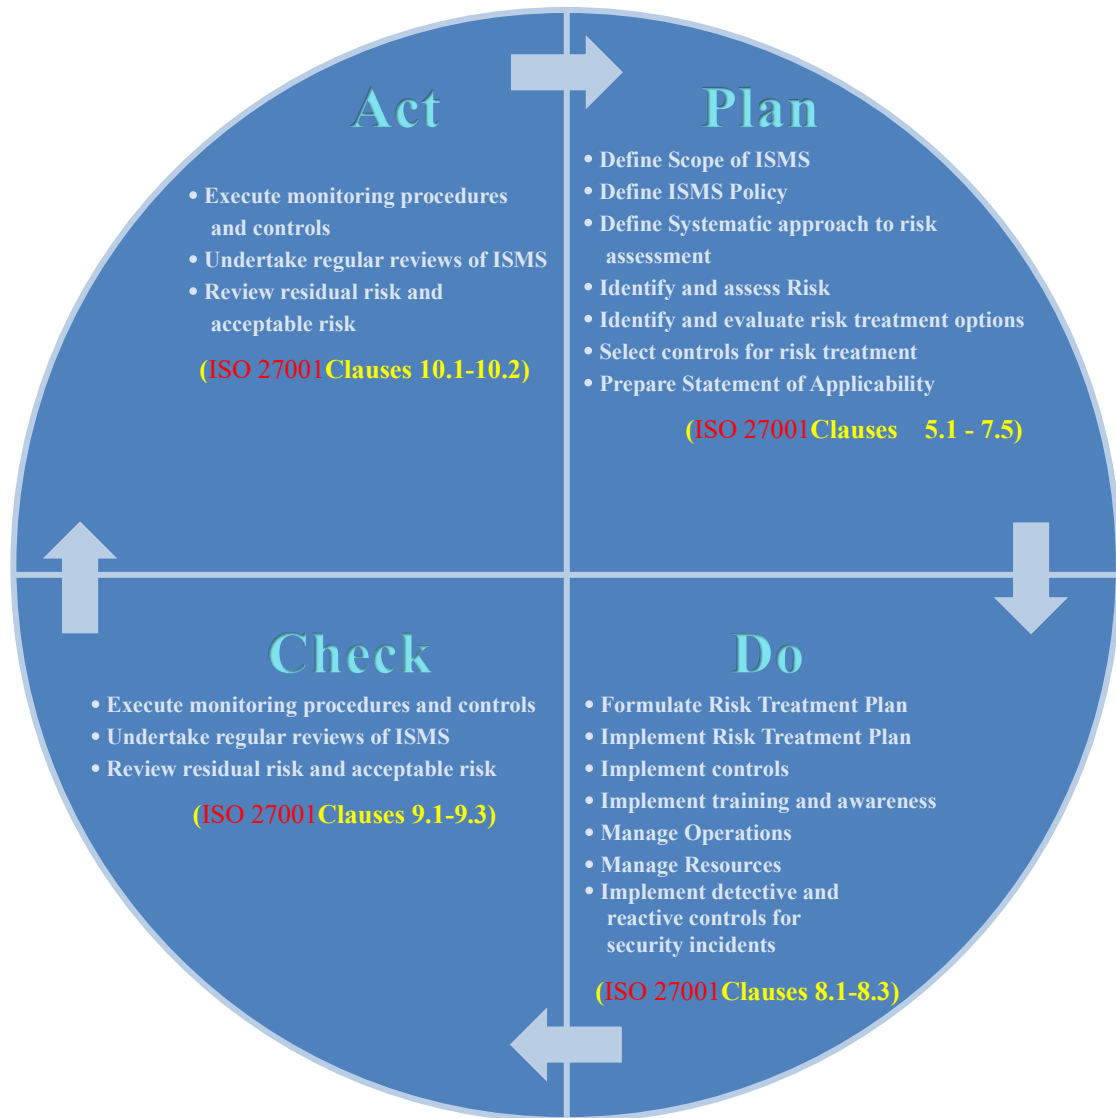 Act
• Execute monitoring procedures
and controls
• Undertake regular reviews of ISMS
• Review residual risk and
acceptable risk
(ISO 27001Clauses 10.1-10.2)
Plan
• Define Scope of ISMS
• Define ISMS Policy
• Define Systematic approach to risk
assessment
• Identify and assess Risk
• Identify and evaluate risk treatment options
• Select controls for risk treatment
• Prepare Statement of Applicability
(ISO 27001Clauses 5.1 - 7.5)
Check
• Execute monitoring procedures and controls
• Undertake regular reviews of ISMS
• Review residual risk and acceptable risk
(ISO 27001Clauses 9.1-9.3)
Do
• Formulate Risk Treatment Plan
• Implement Risk Treatment Plan
• Implement controls
• Implement training and awareness
• Manage Operations
• Manage Resources
• Implement detective and
reactive controls for
security incidents
(ISO 27001Clauses 8.1-8.3)